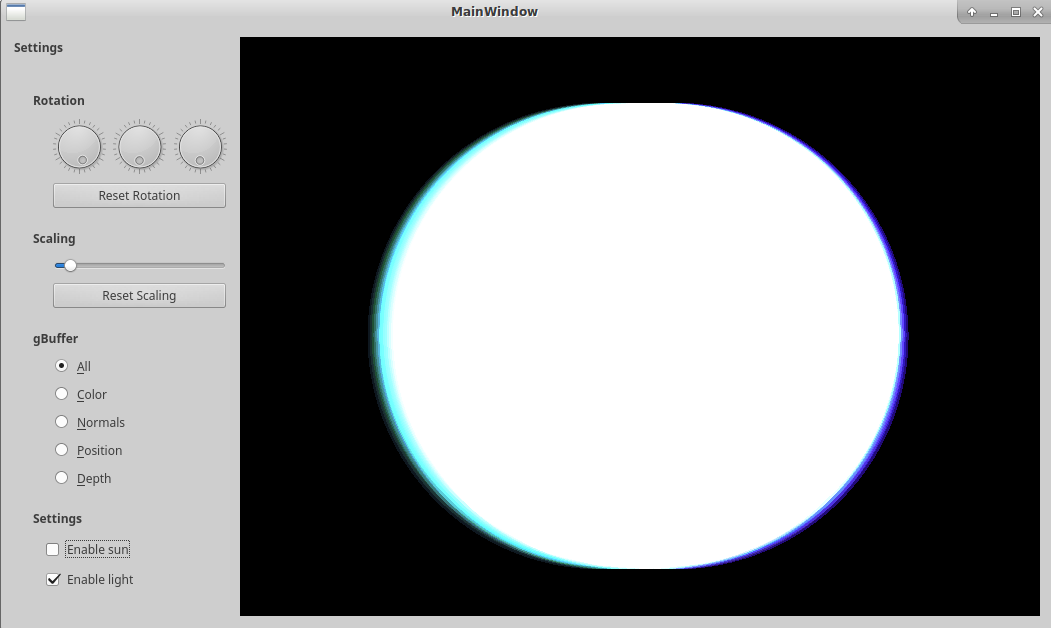 MainWindow
Settings
Rotation
Reset Rotation
Scaling
Reset Scaling
gBuffer
All
Color
Normals
Position
Depth
Settings
Enable sun
Enable light